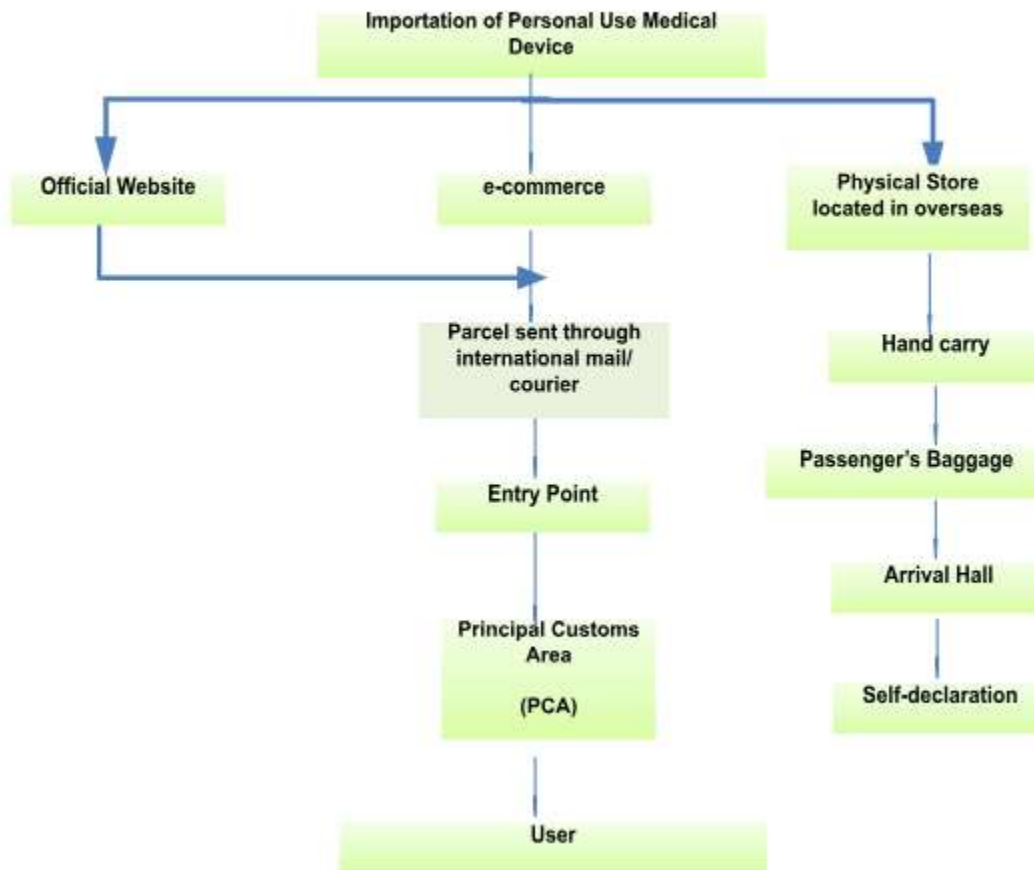 Importation of Personal Use Medical
Device
Official Website
e-commerce
Physical Store
located in overseas
Parcel sent through
international mail/
courier
Hand carry
Passenger’s Baggage
Entry Point
Arrival Hall
Principal Customs
Area
(PCA)
Self-declaration
User